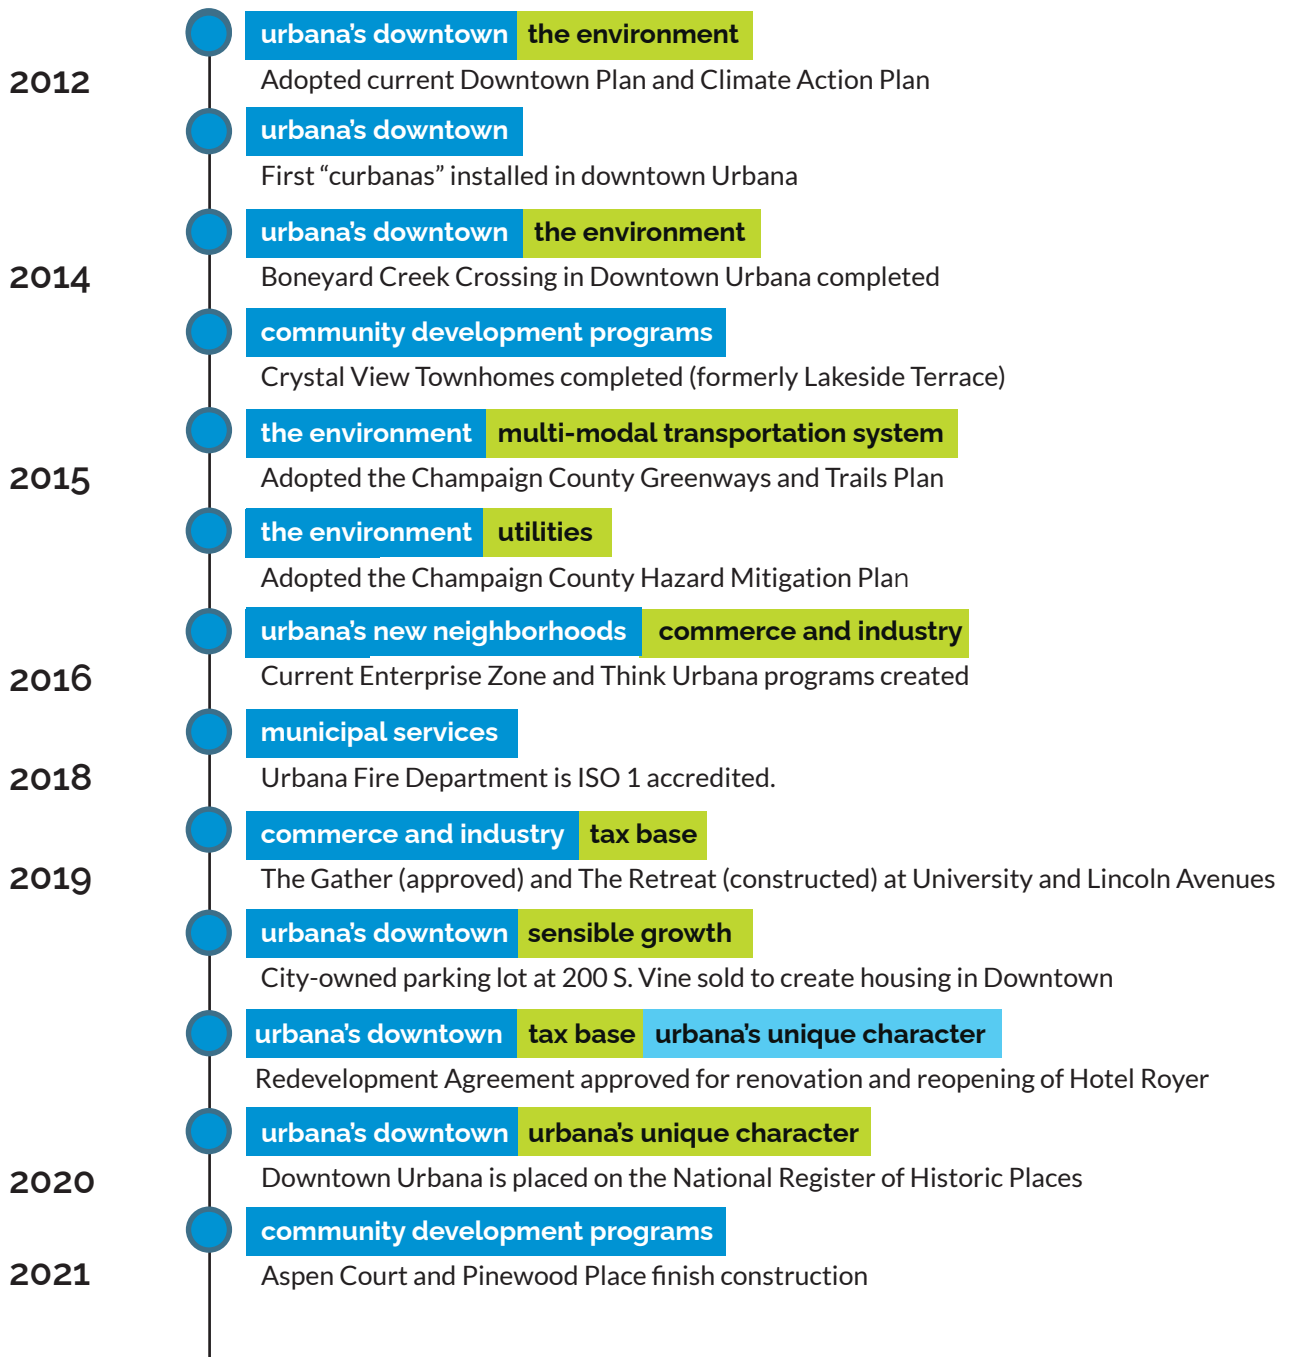 urbana’s downtown the environment
2012 Adopted current Downtown Plan and Climate Action Plan
urbana’s downtown
First “curbanas” installed in downtown Urbana
urbana’s downtown the environment
2014 Boneyard Creek Crossing in Downtown Urbana completed
community development programs
Crystal View Townhomes completed (formerly Lakeside Terrace)
the environment multi-modal transportation system
2015 Adopted the Champaign County Greenways and Trails Plan
the environment utilities
Adopted the Champaign County Hazard Mitigation Plan
urbana’s new neighborhoods commerce and industry
2016 Current Enterprise Zone and Think Urbana programs created
municipal services
2018 Urbana Fire Department is ISO 1 accredited.
commerce and industry tax base
2019 The Gather (approved) and The Retreat (constructed) at University and Lincoln Avenues
urbana’s downtown sensible growth
City-owned parking lot at 200 S. Vine sold to create housing in Downtown
urbana’s downtown tax base urbana’s unique character
Redevelopment Agreement approved for renovation and reopening of Hotel Royer
urbana’s downtown urbana’s unique character
2020 Downtown Urbana is placed on the National Register of Historic Places
community development programs
2021 Aspen Court and Pinewood Place finish construction